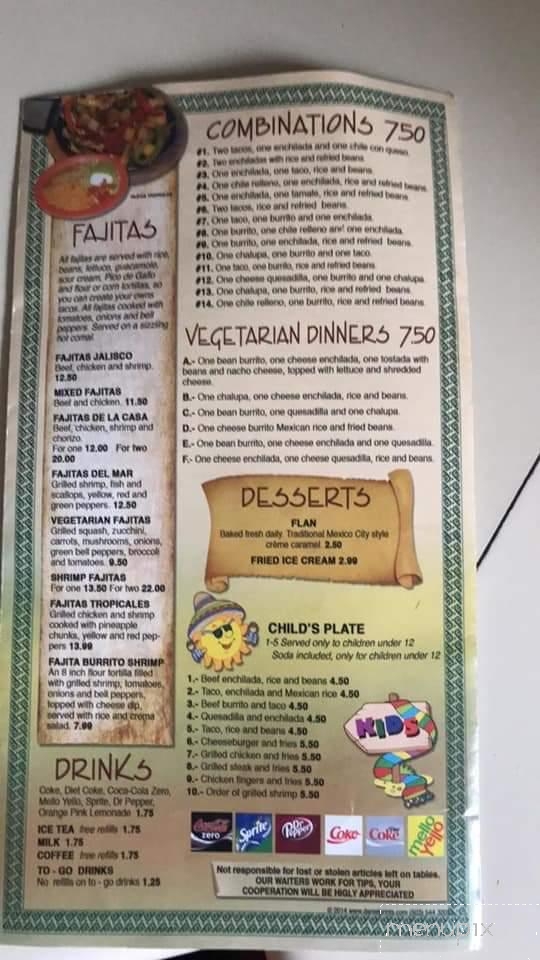 FAJITAS
All fajitas are served with rice,
beans, lettuce, guacamole,
sour cream, Pico de Gallo
and flour or corn tortillas, so
you can create your owns
tacos. All fajitas cooked with
tomatoes, onions and bell
peppers. Served on a sizzling
hot comal.
FAJITAS JALISCO
Beef, chicken and shrimp.
12.50
MIXED FAJITAS
Beef and chicken. 11.50
FAJITAS DE LA CASA
Beef, chicken, shrimp and
chorizo.
For one 12.00 For two
20.00
FAJITAS DEL MAR
Grilled shrimp, fish and
scallops, yellow, red and
green peppers. 12.50
VEGETARIAN FAJITAS
Grilled squash, zucchini,
carrots, mushrooms, onions,
green bell peppers, broccoli
and tomatoes. 9.50
SHRIMP FAJITAS
For one 13.50 For two 22.00
FAJITAS TROPICALES
Grilled chicken and shrimp
cooked with pineapple
chunks, yellow and red pep-
pers 13.99
FAJITA BURRITO SHRIMP
An 8 inch flour tortilla filled
with grilled shrimp, tomatoes,
onions and bell peppers,
topped with cheese dip,
served with rice and crema
salad. 7.99
DRINKS
Coke, Diet Coke, Coca-Cola Zero,
Mello Yello, Sprite, Dr Pepper,
Orange Pink Lemonade 1.75
ICE TEA free refills 1.75
MILK 1.75
COFFEE free refills 1.75
TO - GO DRINKS
No refills on to - go drinks 1.25
COMBINATIONS 7.50
#1. Two tacos, one enchilada and one chile con queso.
#2. Two enchiladas with rice and refried beans.
#3. One enchilada, one taco, rice and beans.
#4. One chile relleno, one enchilada, rice and refried beans.
#5. One enchilada, one tamale, rice and refried beans.
#6. Two tacos, rice and refried beans.
#7. One taco, one burrito and one enchilada.
#8. One burrito, one chile relleno and one enchilada.
#9. One burrito, one enchilada, rice and refried beans.
#10. One chalupa, one burrito and one taco.
#11. One taco, one burrito, rice and refried beans.
#12. One cheese quesadilla, one burrito and one chalupa.
#13. One chalupa, one burrito, rice and refried beans.
#14. One chile relleno, one burrito, rice and refried beans.
VEGETARIAN DINNERS 7.50
A.- One bean burrito, one cheese enchilada, one tostada with
beans and nacho cheese, topped with lettuce and shredded
cheese.
B.- One chalupa, one cheese enchilada, rice and beans.
C.- One bean burrito, one quesadilla and one chalupa.
D.- One cheese burrito Mexican rice and fried beans.
E.- One bean burrito, one cheese enchilada and one quesadilla.
F.- One cheese enchilada, one cheese quesadilla, rice and beans.
DESSERTS
FLAN
Baked fresh daily. Traditional Mexico City style
crème caramel. 2.50
FRIED ICE CREAM 2.99
CHILD'S PLATE
1-5 Served only to children under 12
Soda included, only for children under 12
1.- Beef enchilada, rice and beans 4.50
2.- Taco, enchilada and Mexican rice 4.50
3.- Beef burrito and taco 4.50
4.- Quesadilla and enchilada 4.50
5.- Taco, rice and beans 4.50
6.- Cheeseburger and fries 5.50
7.- Grilled chicken and fries 5.50
8.- Grilled steak and fries 5.50
9.- Chicken fingers and fries 5.50
10.- Order of grilled shrimp 5.50
KIDS
Coca-Cola zero
Sprite
Dr Pepper
Coke
Diet Coke
mello yello
Not responsible for lost or stolen articles left on tables.
OUR WAITERS WORK FOR TIPS, YOUR
COOPERATION WILL BE HIGLY APPRECIATED
© 2014